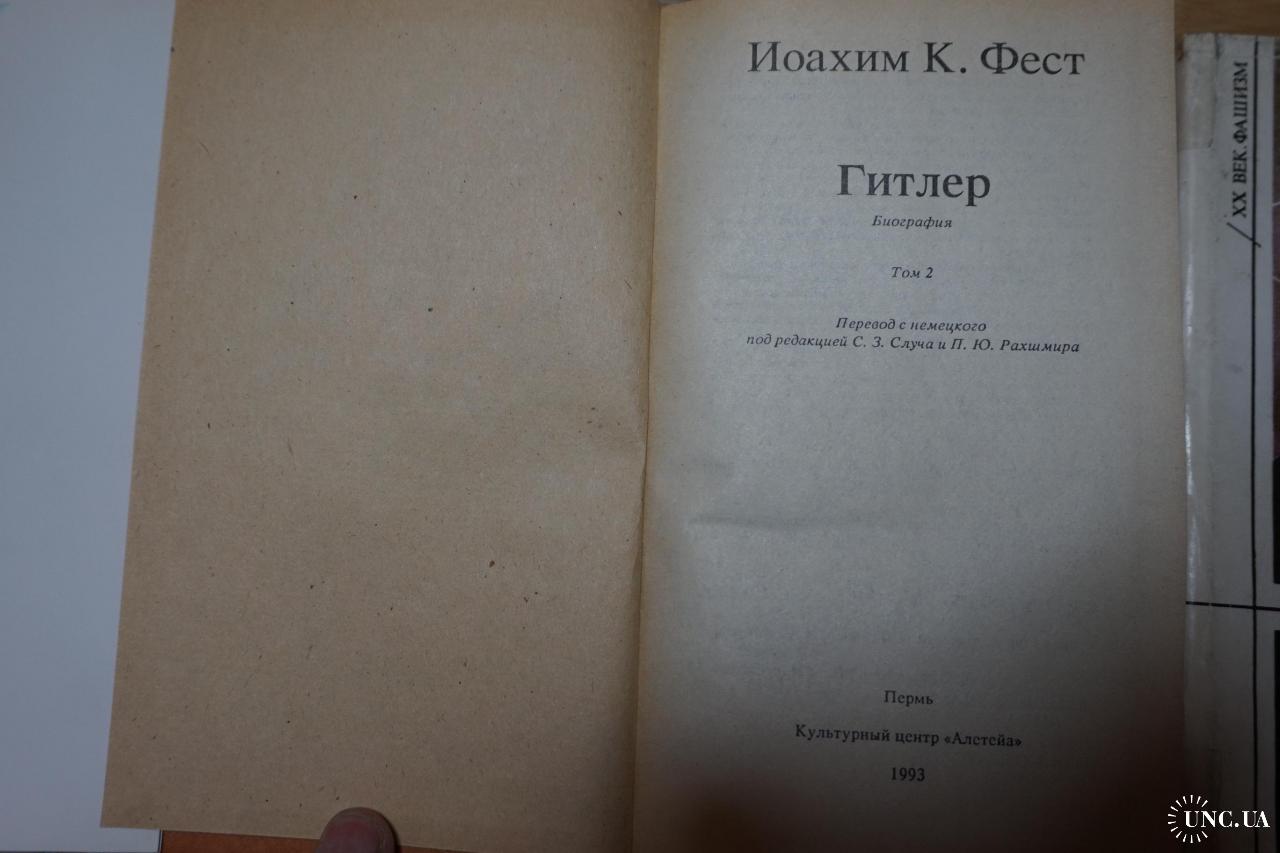 Иоахим К. Фест
Гитлер
Биография
Том 2
Перевод с немецкого
под редакцией С. З. Случа и П. Ю. Рахшмира
Пермь
Культурный центр «Алетейа»
1993
XX ВЕК. ФАШИЗМ
UNC.UA